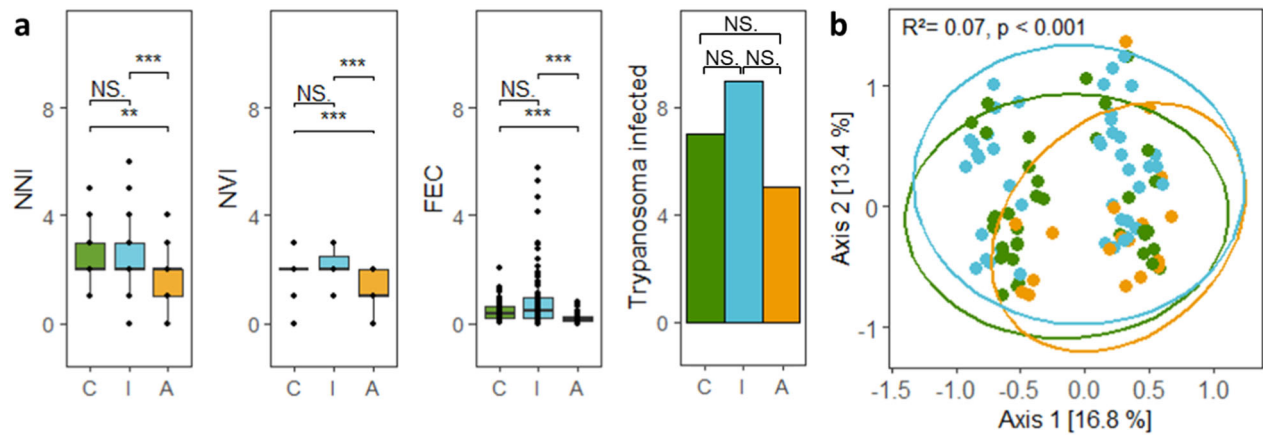 a
NNI
8
4
0
***
NS.
**
C I A
NVI
8
4
0
***
NS.
***
C I A
FEC
8
4
0
***
NS.
***
C I A
Trypanosoma infected
8
4
0
NS.
NS. NS.
C I A
b
R²= 0.07, p < 0.001
Axis 2 [13.4 %]
1
0
-1
-1.5 -1.0 -0.5 0.0 0.5 1.0
Axis 1 [16.8 %]